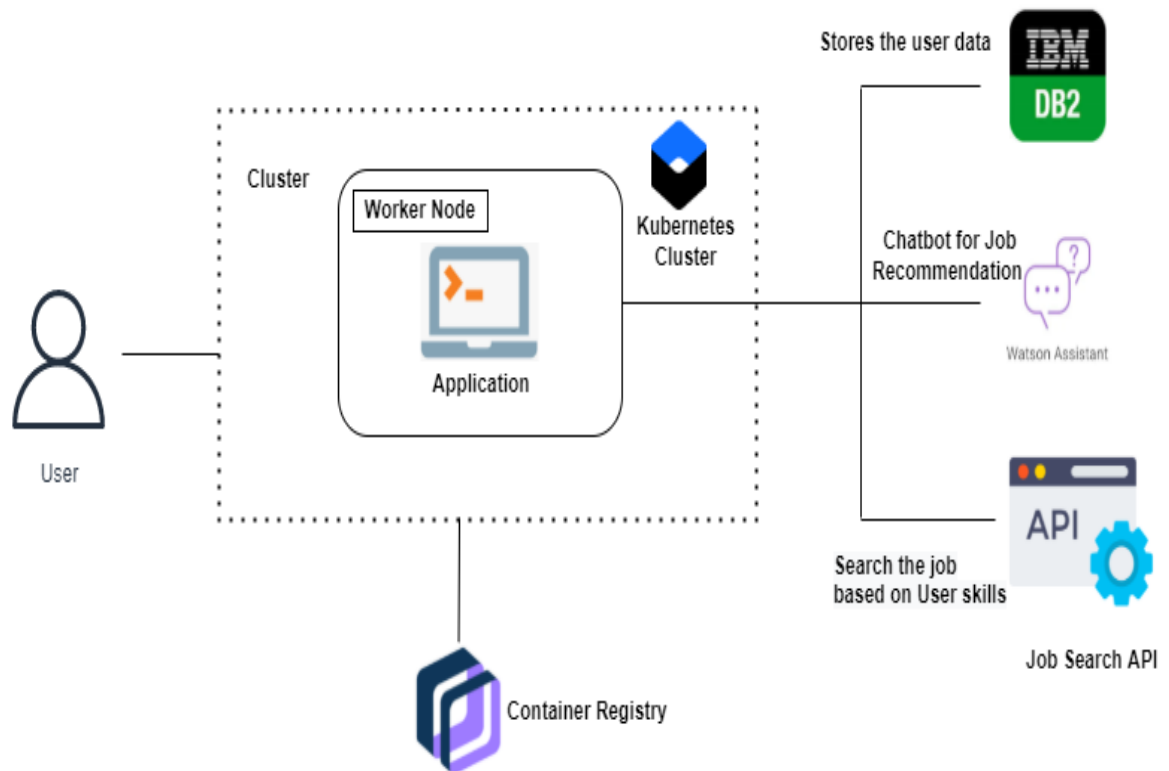 Stores the user data
IBM
DB2
Cluster
Worker Node
Kubernetes
Cluster
Application
Chatbot for Job
Recommendation
?
Watson Assistant
User
API
Search the job
based on User skills
Job Search API
Container Registry